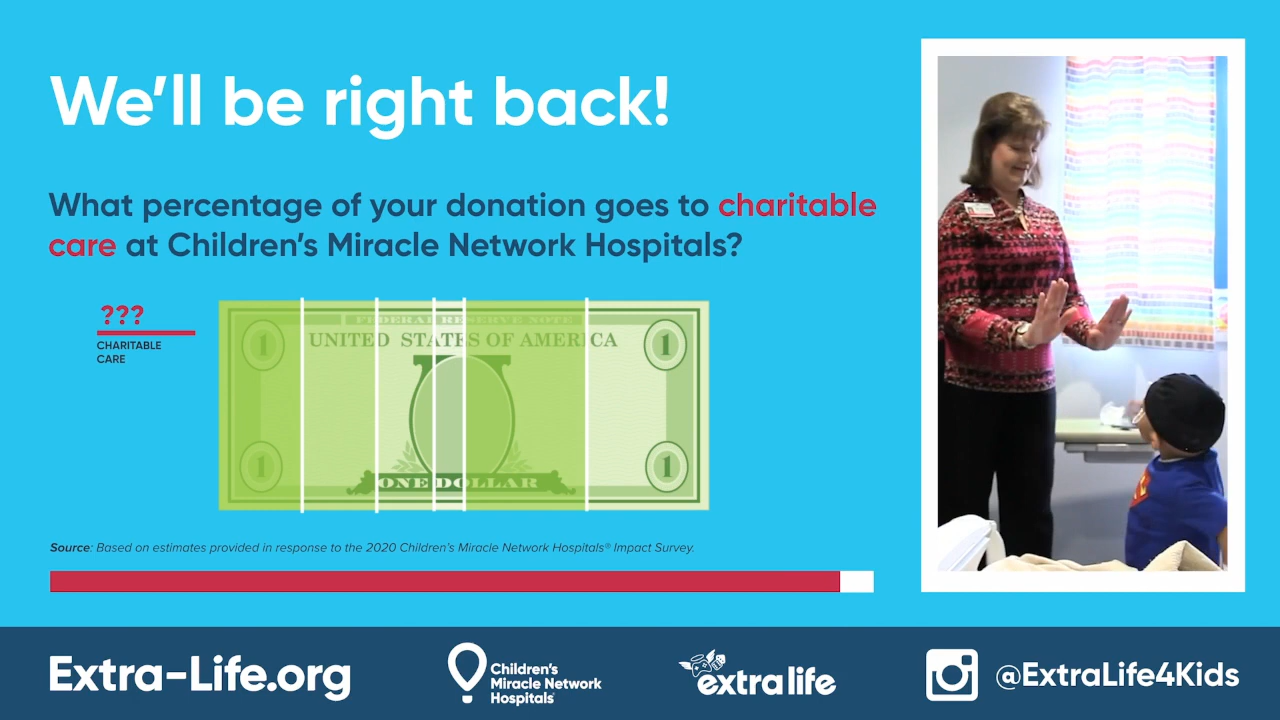 We'll be right back!
What percentage of your donation goes to charitable
care at Children's Miracle Network Hospitals?
???
CHARITABLE
CARE
FEDERAL RESERVE NOTE
1
UNITED STATES OF AMERICA
1
1
ONE DOLLAR
1
Source: Based on estimates provided in response to the 2020 Children's Miracle Network Hospitals® Impact Survey.
Extra-Life.org
Children's
Miracle Network
Hospitals
extra life
@ExtraLife4Kids